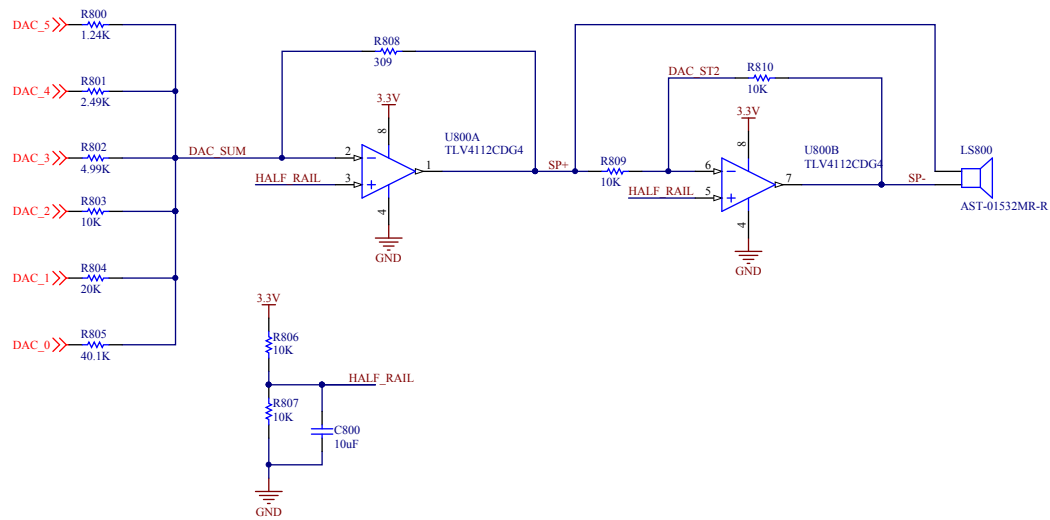 DAC_5
R800
1.24K
DAC_4
R801
2.49K
DAC_3
R802
4.99K
DAC_2
R803
10K
DAC_1
R804
20K
DAC_0
R805
40.1K
DAC_SUM
R808
309
3.3V
8
U800A
TLV4112CDG4
2
3
1
4
HALF_RAIL
GND
SP+
R809
10K
DAC_ST2
R810
10K
3.3V
8
U800B
TLV4112CDG4
6
5
7
4
HALF_RAIL
GND
SP-
LS800
AST-01532MR-R
3.3V
R806
10K
HALF_RAIL
R807
10K
C800
10uF
GND